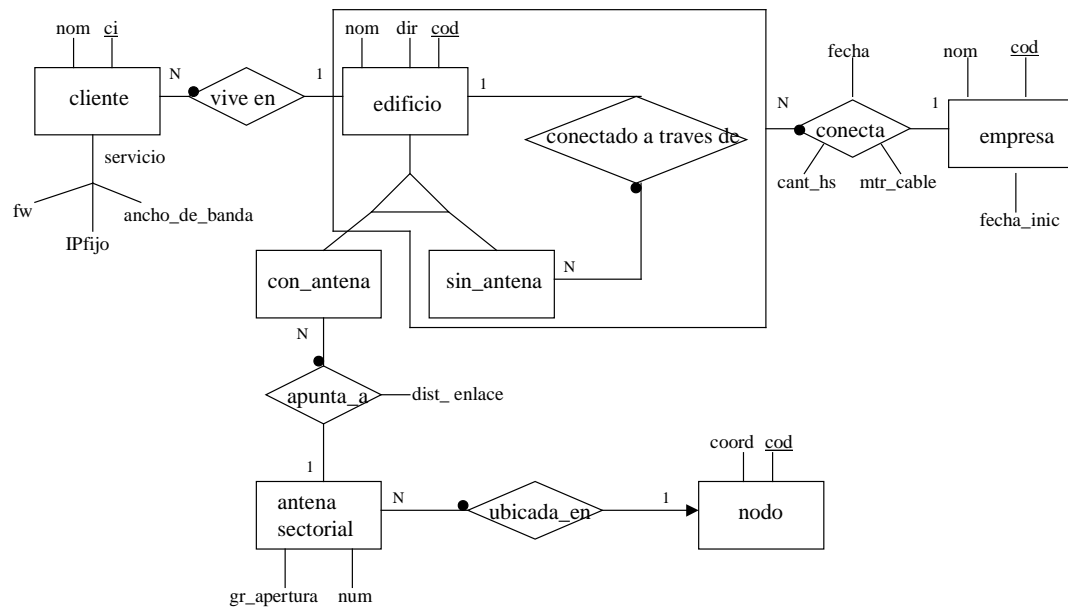 nom ci
nom dir cod
fecha
nom cod
N
1
1
N
1
cliente
vive en
edificio
conectado a traves de
conecta
empresa
servicio
cant_hs
mtr_cable
fw
ancho_de_banda
IPfijo
fecha_inic
con_antena
sin_antena
N
N
apunta_a
dist_ enlace
1
coord cod
antena
sectorial
N
ubicada_en
1
nodo
gr_apertura
num